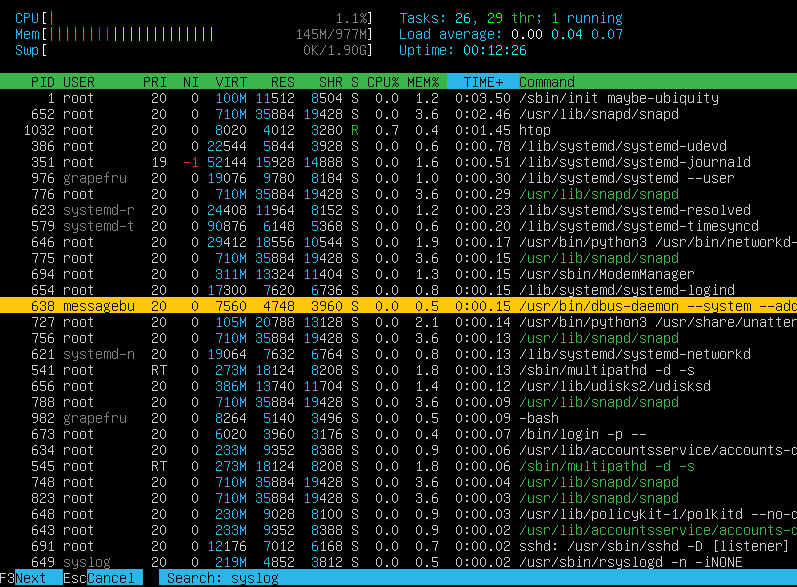 CPU[| 1.1%] Tasks: 26, 29 thr; 1 running
Mem[||||||||||||||||||||| 145M/977M] Load average: 0.00 0.04 0.07
Swp[ 0K/1.90G] Uptime: 00:12:26
PID USER PRI NI VIRT RES SHR S CPU% MEM% TIME+ Command
1 root 20 0 100M 11512 8504 S 0.0 1.2 0:03.50 /sbin/init maybe-ubiquity
652 root 20 0 710M 35884 19428 S 0.0 3.6 0:02.46 /usr/lib/snapd/snapd
1032 root 20 0 8020 4012 3280 R 0.7 0.4 0:01.45 htop
386 root 20 0 22544 5844 3928 S 0.0 0.6 0:00.78 /lib/systemd/systemd-udevd
351 root 19 -1 52144 15928 14888 S 0.0 1.6 0:00.51 /lib/systemd/systemd-journald
976 grapefru 20 0 19076 9780 8184 S 0.0 1.0 0:00.30 /lib/systemd/systemd --user
776 root 20 0 710M 35884 19428 S 0.0 3.6 0:00.29 /usr/lib/snapd/snapd
623 systemd-r 20 0 24408 11964 8152 S 0.0 1.2 0:00.23 /lib/systemd/systemd-resolved
579 systemd-t 20 0 90876 6148 5368 S 0.0 0.6 0:00.20 /lib/systemd/systemd-timesyncd
646 root 20 0 29412 18556 10544 S 0.0 1.9 0:00.17 /usr/bin/python3 /usr/bin/networkd-
775 root 20 0 710M 35884 19428 S 0.0 3.6 0:00.15 /usr/lib/snapd/snapd
694 root 20 0 311M 13324 11404 S 0.0 1.3 0:00.15 /usr/sbin/ModemManager
654 root 20 0 17300 7620 6736 S 0.0 0.8 0:00.15 /lib/systemd/systemd-logind
638 messagebu 20 0 7560 4748 3960 S 0.0 0.5 0:00.15 /usr/bin/dbus-daemon --system --add
727 root 20 0 105M 20788 13128 S 0.0 2.1 0:00.14 /usr/bin/python3 /usr/share/unatten
756 root 20 0 710M 35884 19428 S 0.0 3.6 0:00.13 /usr/lib/snapd/snapd
621 systemd-n 20 0 19064 7632 6764 S 0.0 0.8 0:00.13 /lib/systemd/systemd-networkd
541 root RT 0 273M 18124 8208 S 0.0 1.8 0:00.13 /sbin/multipathd -d -s
656 root 20 0 386M 13740 11704 S 0.0 1.4 0:00.12 /usr/lib/udisks2/udisksd
788 root 20 0 710M 35884 19428 S 0.0 3.6 0:00.09 /usr/lib/snapd/snapd
982 grapefru 20 0 8264 5140 3496 S 0.0 0.5 0:00.09 -bash
673 root 20 0 6020 3960 3176 S 0.0 0.4 0:00.07 /bin/login -p --
634 root 20 0 233M 9352 8388 S 0.0 0.9 0:00.06 /usr/lib/accountsservice/accounts-d
545 root RT 0 273M 18124 8208 S 0.0 1.8 0:00.06 /sbin/multipathd -d -s
748 root 20 0 710M 35884 19428 S 0.0 3.6 0:00.04 /usr/lib/snapd/snapd
823 root 20 0 710M 35884 19428 S 0.0 3.6 0:00.03 /usr/lib/snapd/snapd
648 root 20 0 230M 9028 8100 S 0.0 0.9 0:00.03 /usr/lib/policykit-1/polkitd --no-d
643 root 20 0 233M 9352 8388 S 0.0 0.9 0:00.02 /usr/lib/accountsservice/accounts-d
691 root 20 0 12176 7012 6168 S 0.0 0.7 0:00.02 sshd: /usr/sbin/sshd -D [listener]
649 syslog 20 0 219M 4852 3812 S 0.0 0.5 0:00.02 /usr/sbin/rsyslogd -n -iNONE
F3Next EscCancel Search: syslog